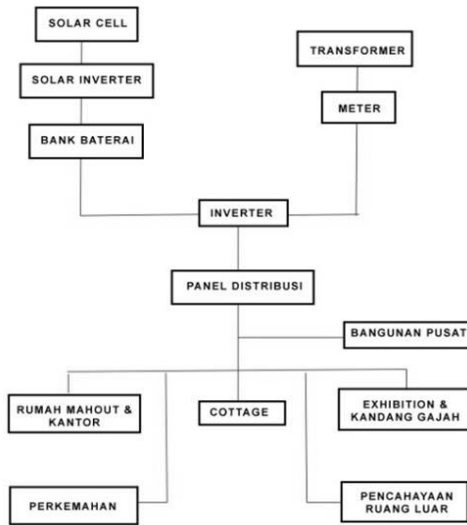 SOLAR CELL
TRANSFORMER
SOLAR INVERTER
METER
BANK BATERAI
INVERTER
PANEL DISTRIBUSI
BANGUNAN PUSAT
RUMAH MAHOUT &
KANTOR
COTTAGE
EXHIBITION &
KANDANG GAJAH
PERKEMAHAN
PENCAHAYAAN
RUANG LUAR